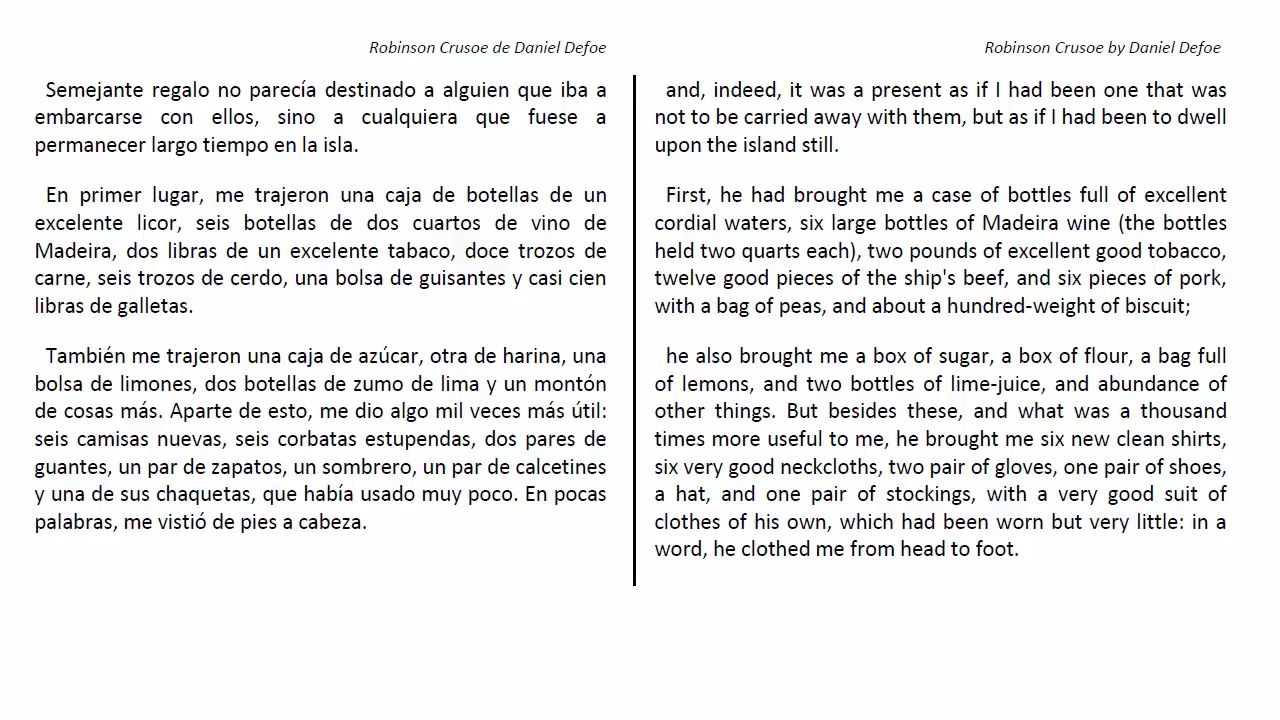 Robinson Crusoe de Daniel Defoe
Semejante regalo no parecía destinado a alguien que iba a
embarcarse con ellos, sino a cualquiera que fuese a
permanecer largo tiempo en la isla.
En primer lugar, me trajeron una caja de botellas de un
excelente licor, seis botellas de dos cuartos de vino de
Madeira, dos libras de un excelente tabaco, doce trozos de
carne, seis trozos de cerdo, una bolsa de guisantes y casi cien
libras de galletas.
También me trajeron una caja de azúcar, otra de harina, una
bolsa de limones, dos botellas de zumo de lima y un montón
de cosas más. Aparte de esto, me dio algo mil veces más útil:
seis camisas nuevas, seis corbatas estupendas, dos pares de
guantes, un par de zapatos, un sombrero, un par de calcetines
y una de sus chaquetas, que había usado muy poco. En pocas
palabras, me vistió de pies a cabeza.
Robinson Crusoe by Daniel Defoe
and, indeed, it was a present as if I had been one that was
not to be carried away with them, but as if I had been to dwell
upon the island still.
First, he had brought me a case of bottles full of excellent
cordial waters, six large bottles of Madeira wine (the bottles
held two quarts each), two pounds of excellent good tobacco,
twelve good pieces of the ship's beef, and six pieces of pork,
with a bag of peas, and about a hundred-weight of biscuit;
he also brought me a box of sugar, a box of flour, a bag full
of lemons, and two bottles of lime-juice, and abundance of
other things. But besides these, and what was a thousand
times more useful to me, he brought me six new clean shirts,
six very good neckcloths, two pair of gloves, one pair of shoes,
a hat, and one pair of stockings, with a very good suit of
clothes of his own, which had been worn but very little: in a
word, he clothed me from head to foot.